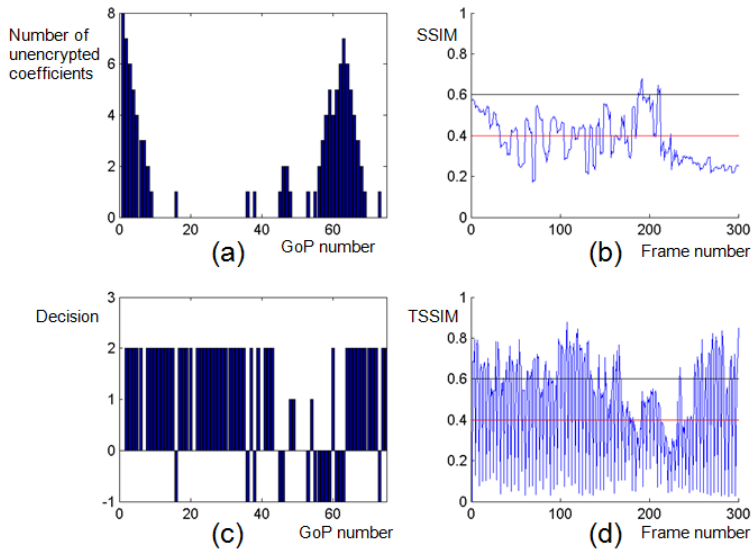 Number of
unencrypted
coefficients
8
6
4
2
0
0 20 40 60
GoP number
(a)
SSIM
1
0.8
0.6
0.4
0.2
0
0 100 200 300
Frame number
(b)
Decision
3
2
1
0
-1
0 20 40 60
GoP number
(c)
TSSIM
1
0.8
0.6
0.4
0.2
0
0 100 200 300
Frame number
(d)